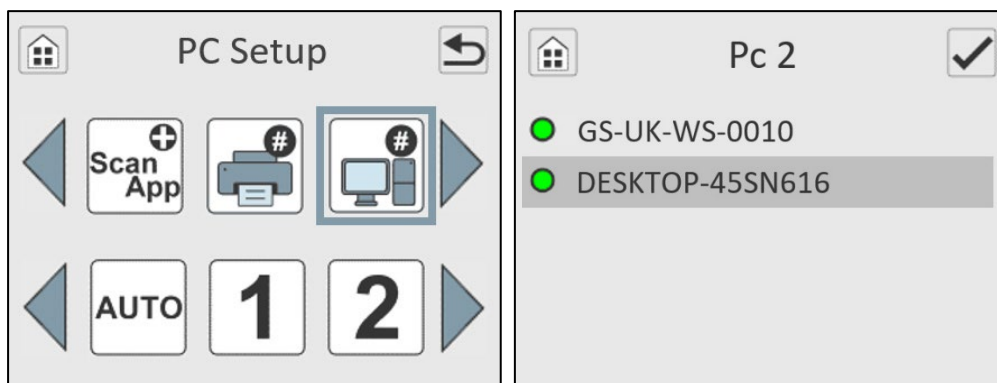 PC Setup
Scan App
#
#
AUTO
1
2
Pc 2
GS-UK-WS-0010
DESKTOP-45SN616